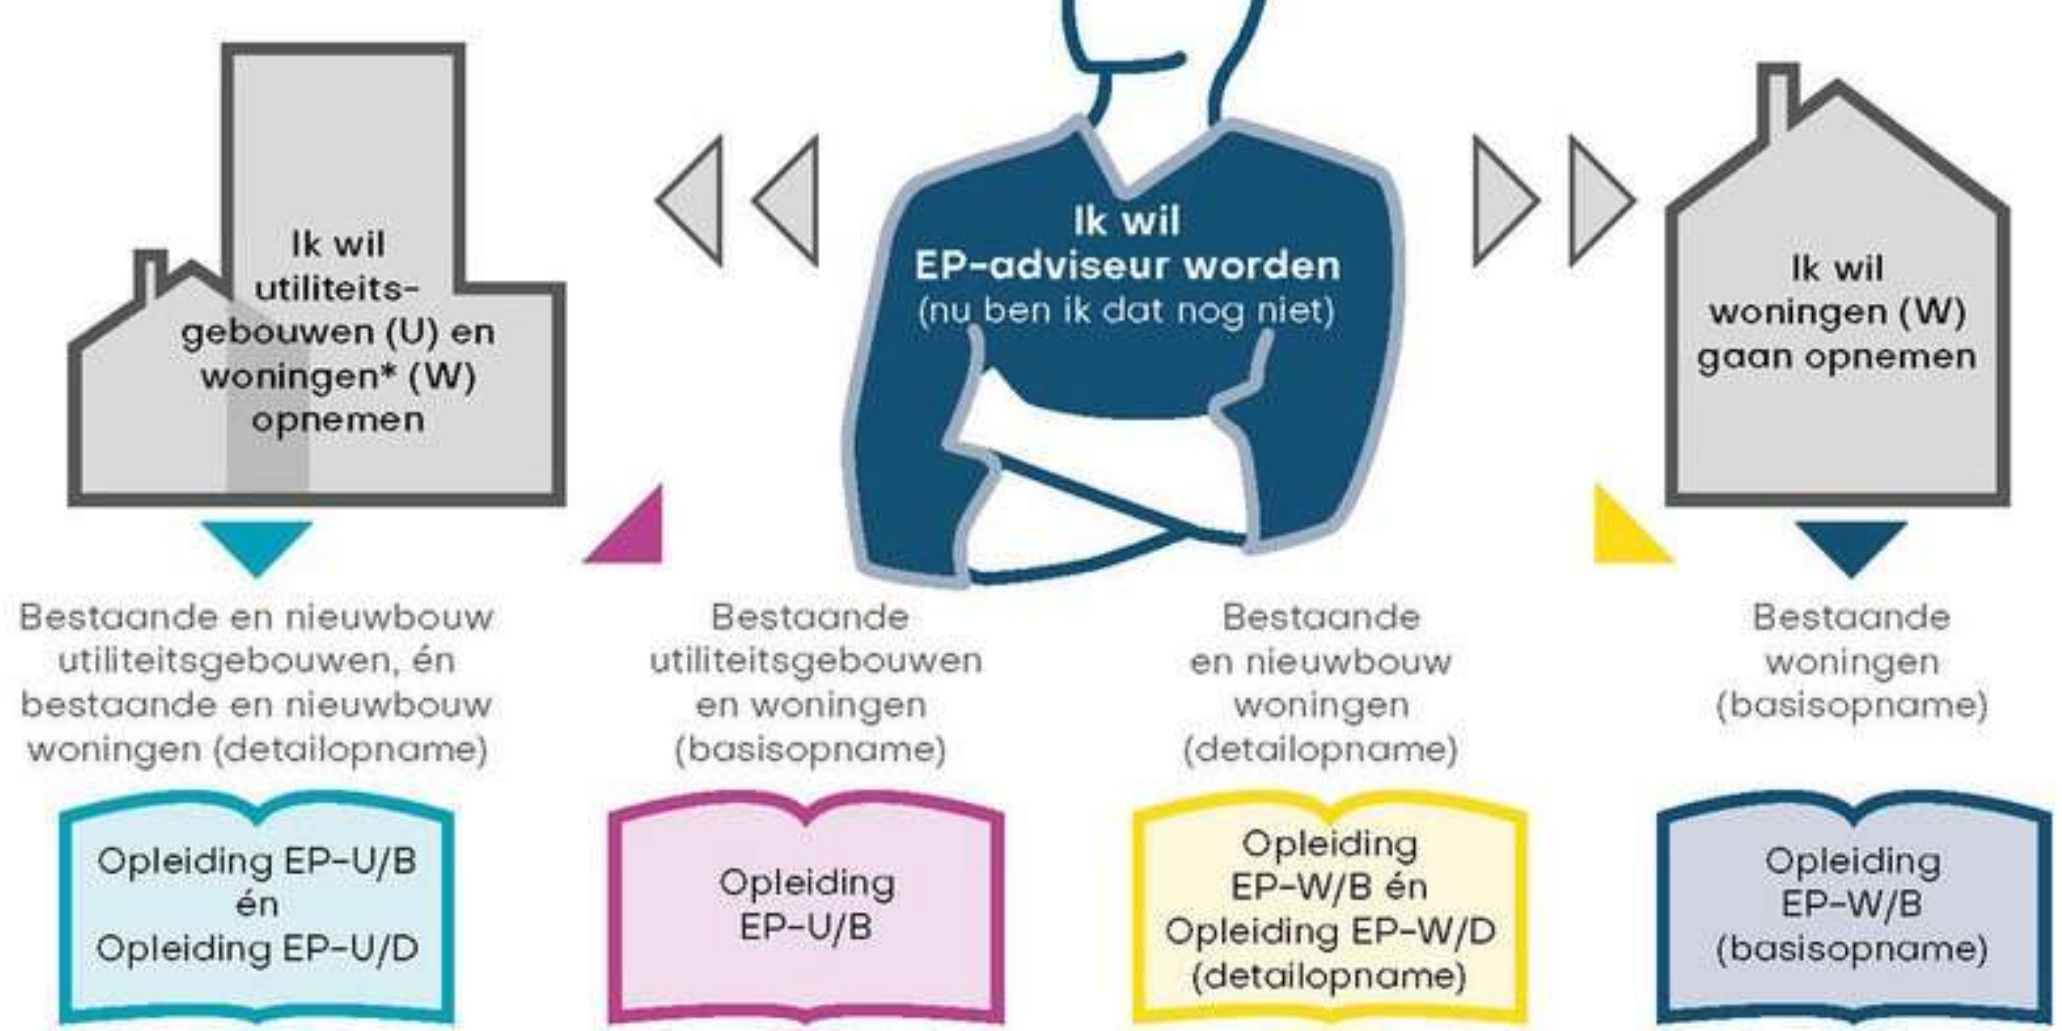 Ik wil
EP-adviseur worden
(nu ben ik dat nog niet)
Ik wil
utiliteits-
gebouwen (U) en
woningen* (W)
opnemen
Ik wil
woningen (W)
gaan opnemen
Bestaande en nieuwbouw
utiliteitsgebouwen, én
bestaande en nieuwbouw
woningen (detailopname)
Bestaande
utiliteitsgebouwen
en woningen
(basisopname)
Bestaande
en nieuwbouw
woningen
(detailopname)
Bestaande
woningen
(basisopname)
Opleiding EP-U/B
én
Opleiding EP-U/D
Opleiding
EP-U/B
Opleiding
EP-W/B én
Opleiding EP-W/D
(detailopname)
Opleiding
EP-W/B
(basisopname)